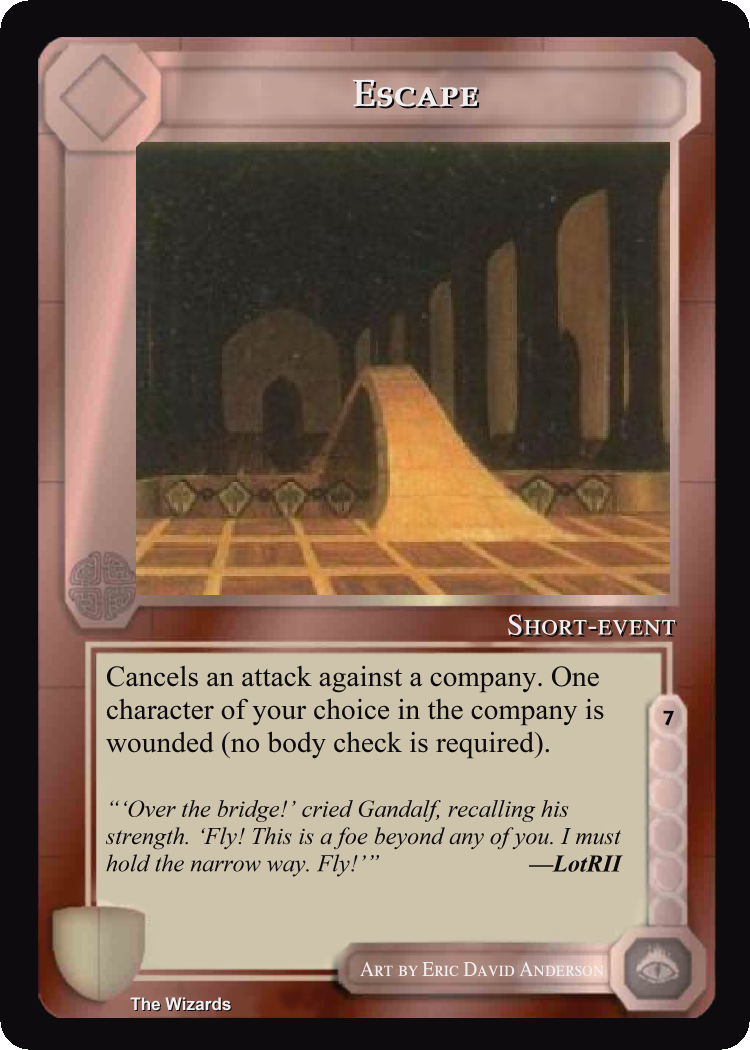 Escape
Short-event
Cancels an attack against a company. One
character of your choice in the company is
wounded (no body check is required).
7
“‘Over the bridge!’ cried Gandalf, recalling his
strength. ‘Fly! This is a foe beyond any of you. I must
hold the narrow way. Fly!’” —LotRII
Art by Eric David Anderson
The Wizards